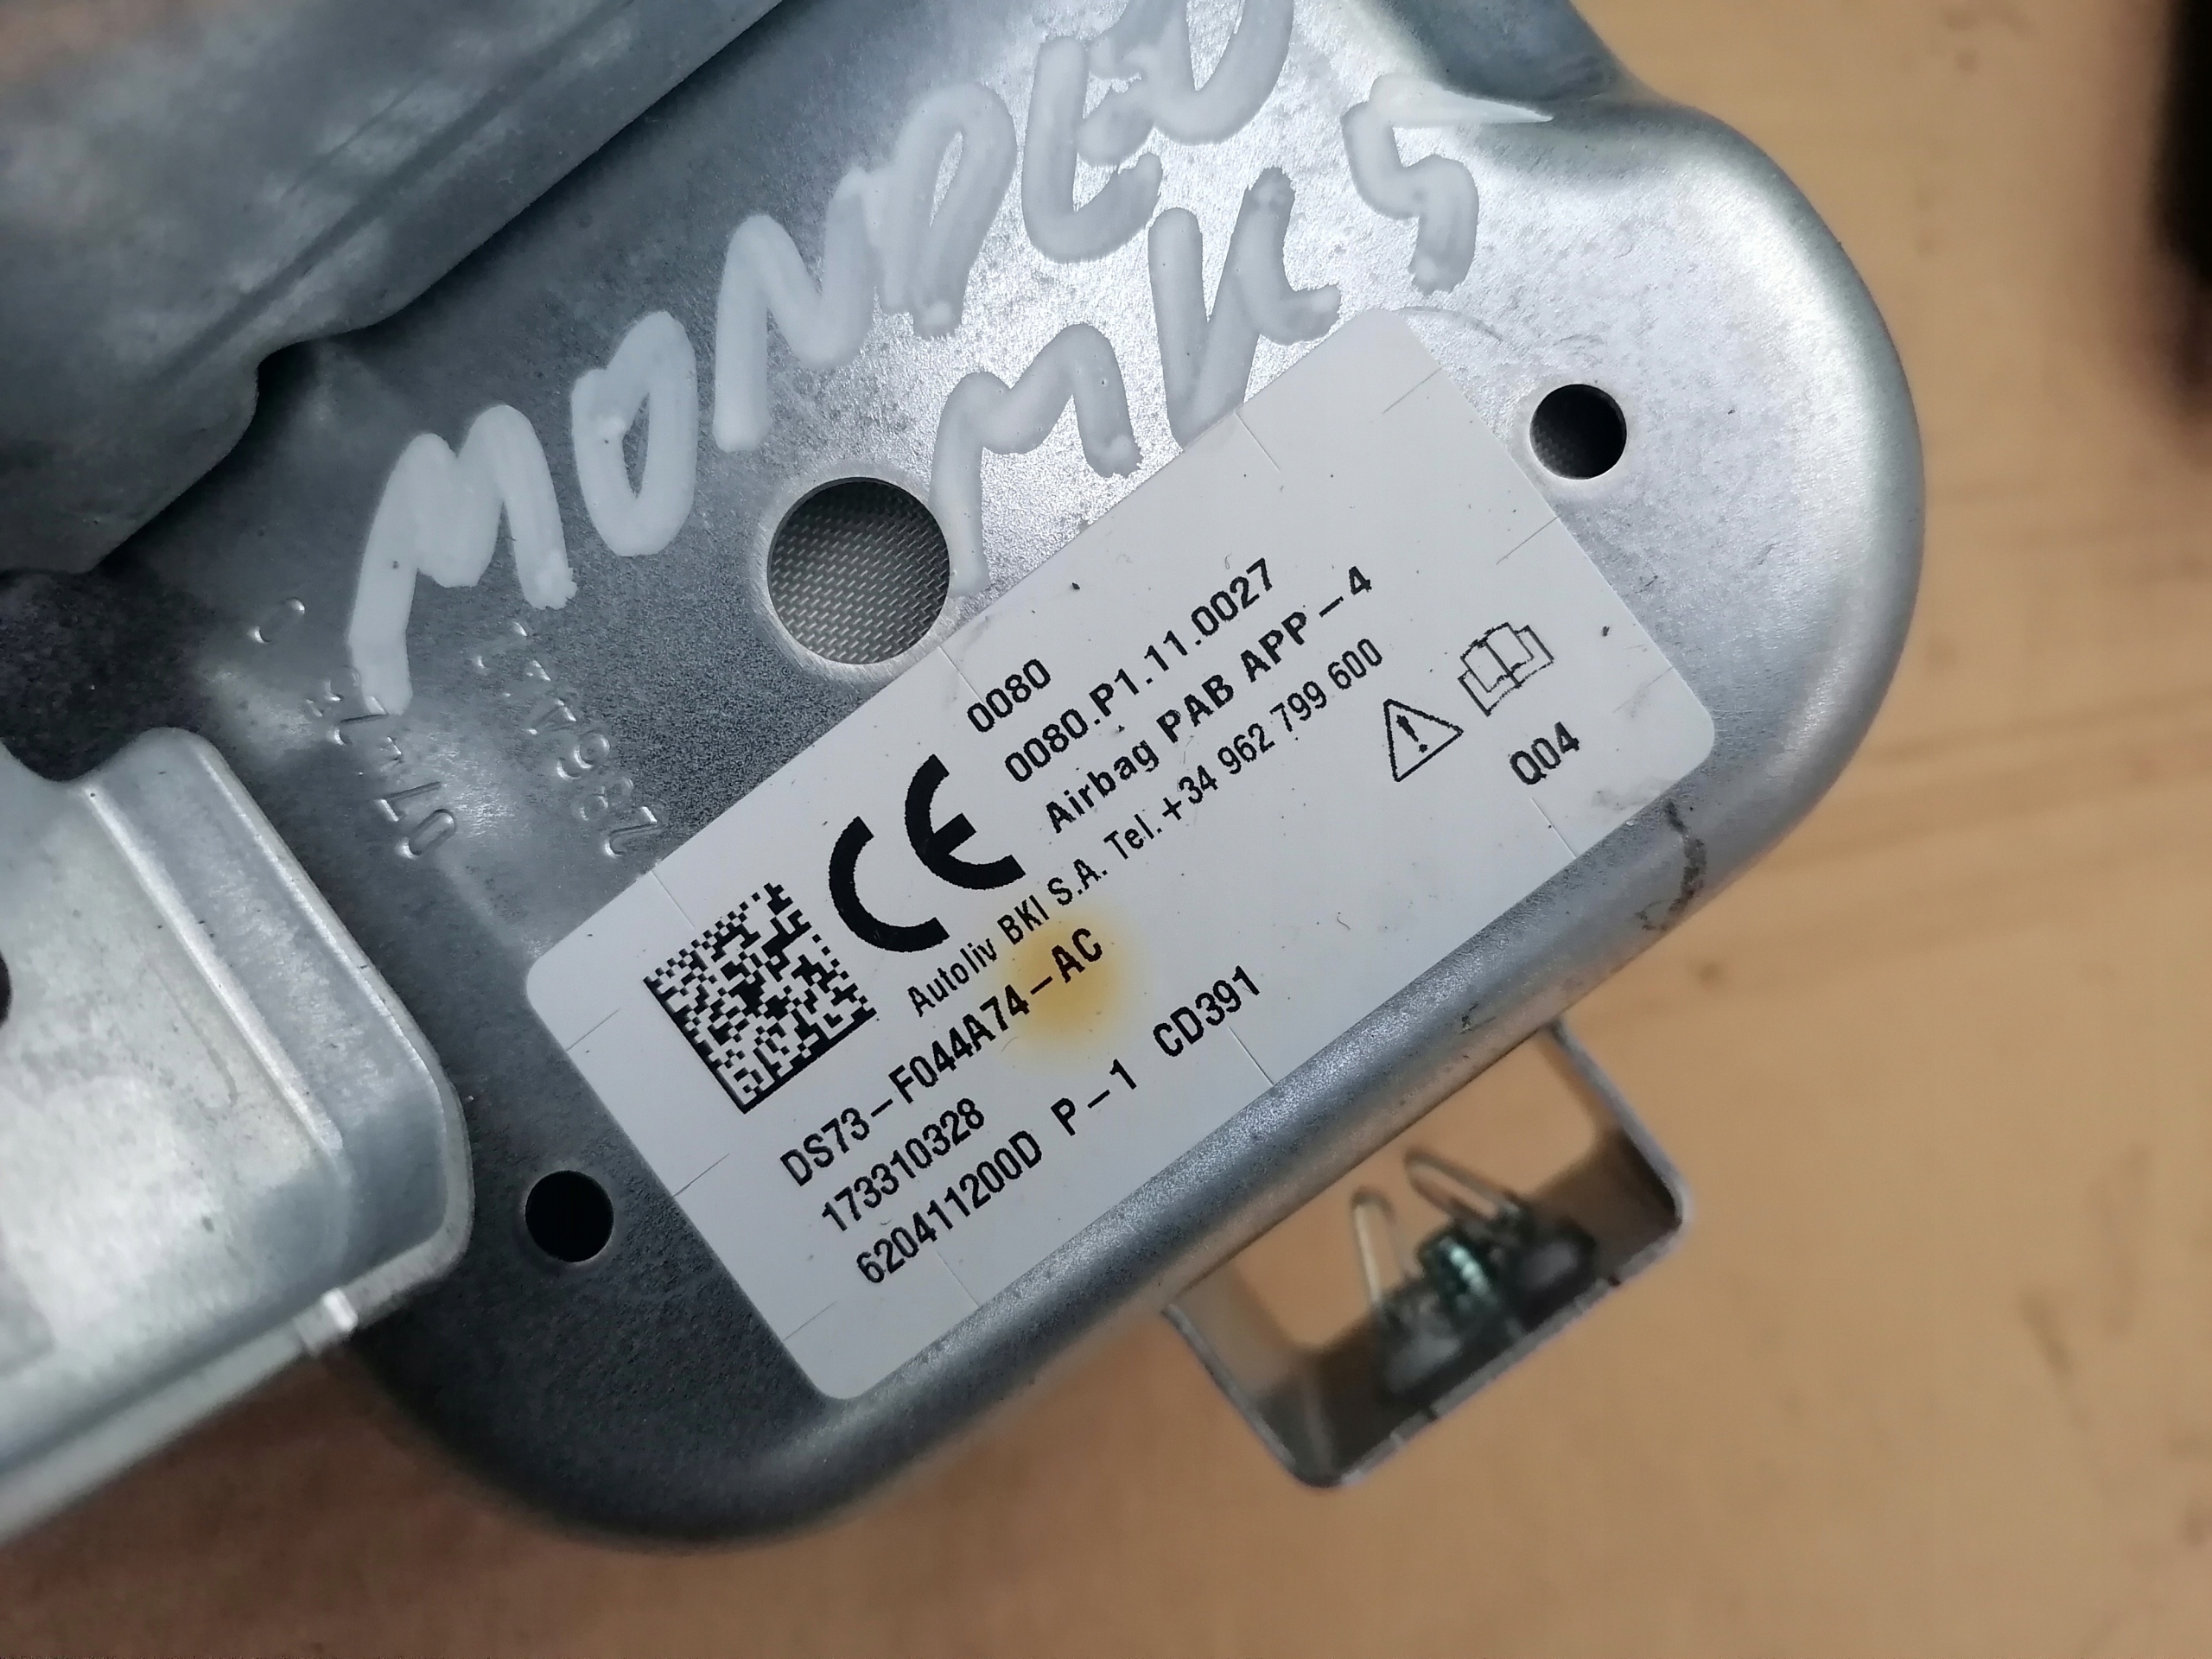 MONDEO
MK5
0080
0080.P1.11.0027
CE
Airbag PAB APP-4
Autoliv BKI S.A. Tel.+34 962 799 600
DS73-F044A74-AC
173310328
620411200D P-1 CD391
Q04